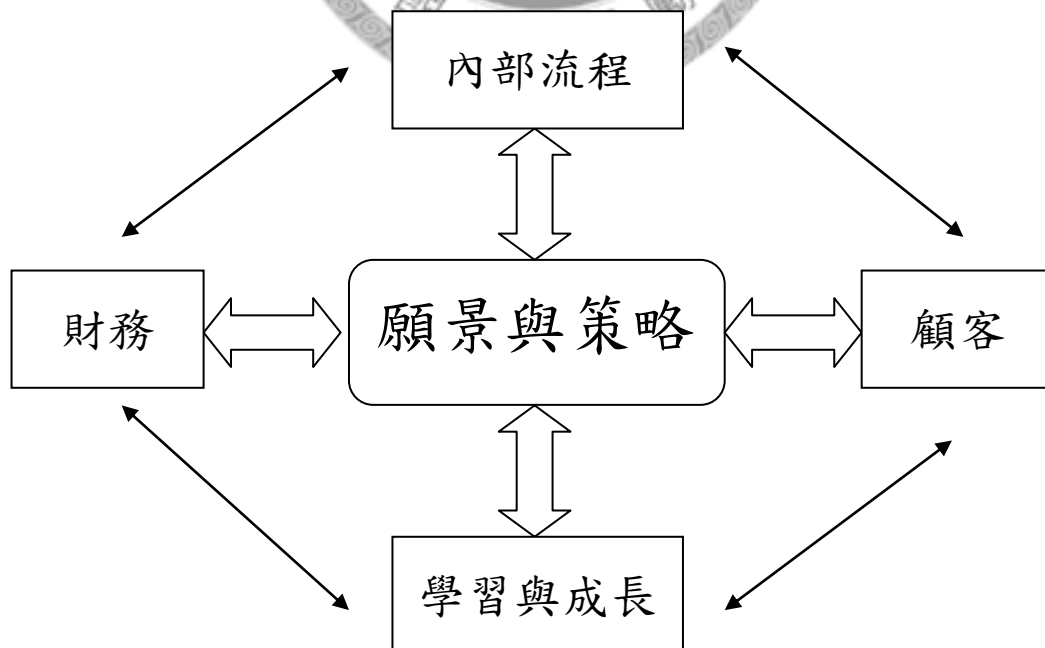 內部流程
財務
願景與策略
顧客
學習與成長